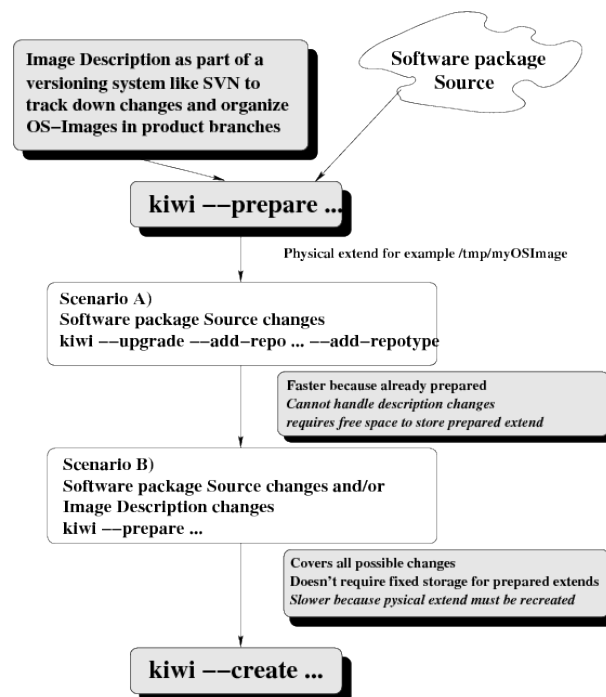 Image Description as part of a
versioning system like SVN to
track down changes and organize
OS−Images in product branches
Software package
Source
kiwi −−prepare ...
Physical extend for example /tmp/myOSImage
Scenario A)
Software package Source changes
kiwi −−upgrade −−add−repo ... −−add−repotype
Faster because already prepared
Cannot handle description changes
requires free space to store prepared extend
Scenario B)
Software package Source changes and/or
Image Description changes
kiwi −−prepare ...
Covers all possible changes
Doesn't require fixed storage for prepared extends
Slower because pysical extend must be recreated
kiwi −−create ...